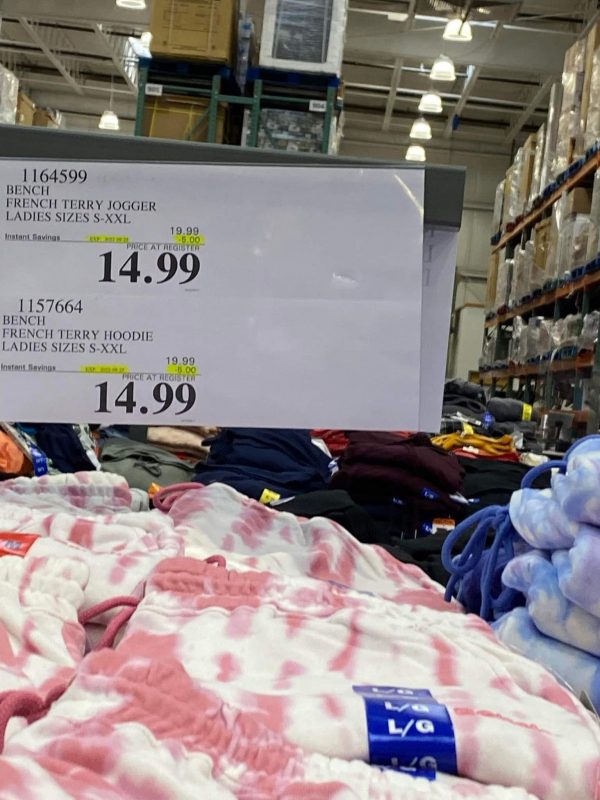 1164599
BENCH
FRENCH TERRY JOGGER
LADIES SIZES S-XXL
19.99
Instant Savings EXP. -5.00
PRICE AT REGISTER
14.99
1157664
BENCH
FRENCH TERRY HOODIE
LADIES SIZES S-XXL
19.99
Instant Savings EXP. -5.00
PRICE AT REGISTER
14.99
L/G
L/G
L/G
L/G